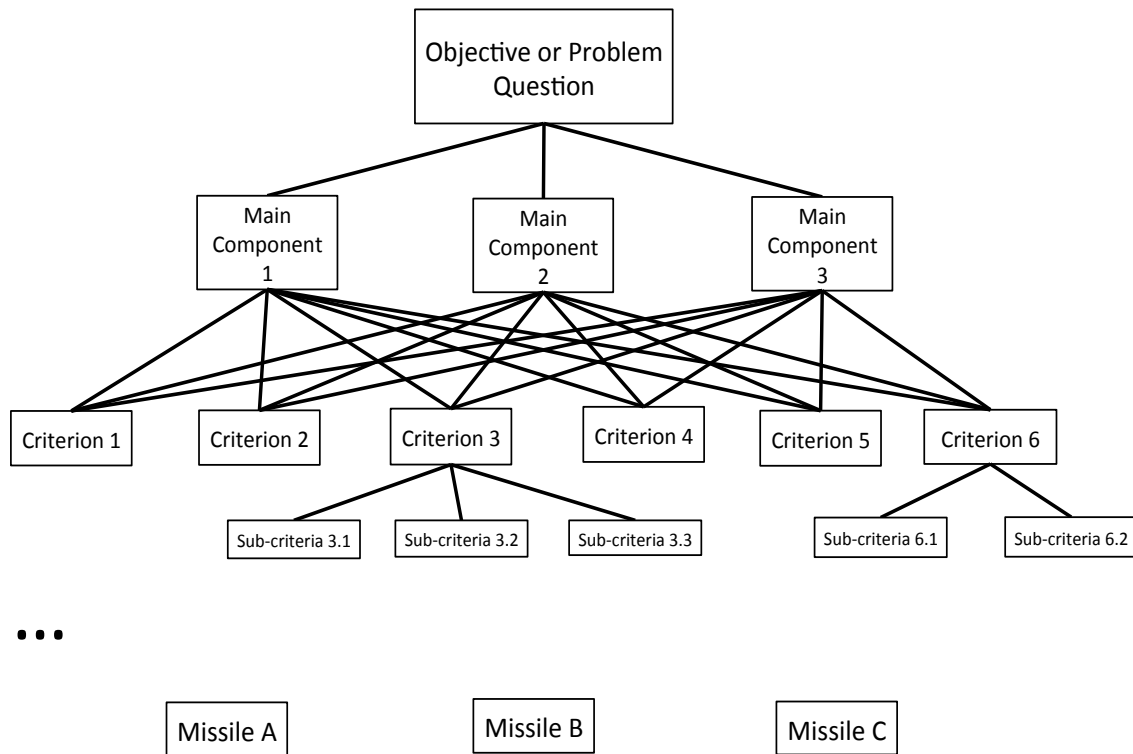 Objective or Problem
Question
Main
Component
1
Main
Component
2
Main
Component
3
Criterion 1
Criterion 2
Criterion 3
Criterion 4
Criterion 5
Criterion 6
Sub-criteria 3.1
Sub-criteria 3.2
Sub-criteria 3.3
Sub-criteria 6.1
Sub-criteria 6.2
...
Missile A
Missile B
Missile C